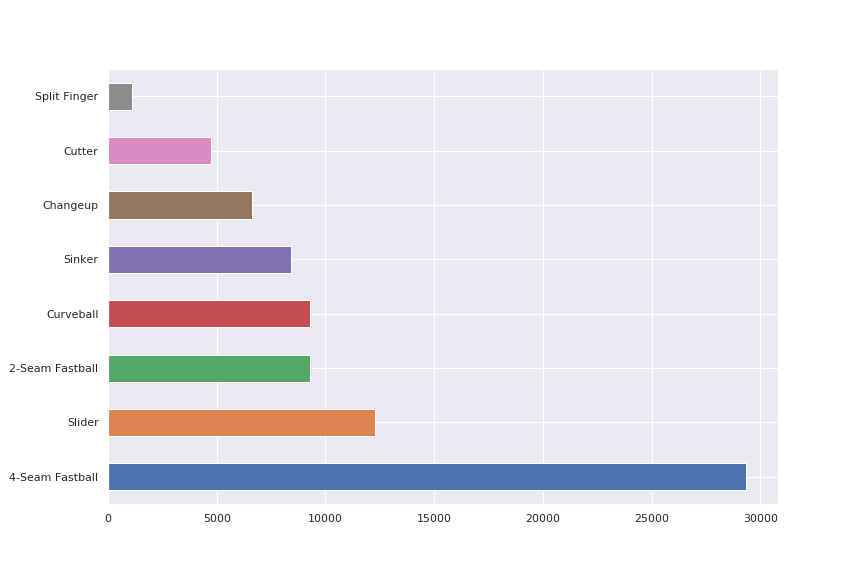 Split Finger
Cutter
Changeup
Sinker
Curveball
2-Seam Fastball
Slider
4-Seam Fastball
0 5000 10000 15000 20000 25000 30000